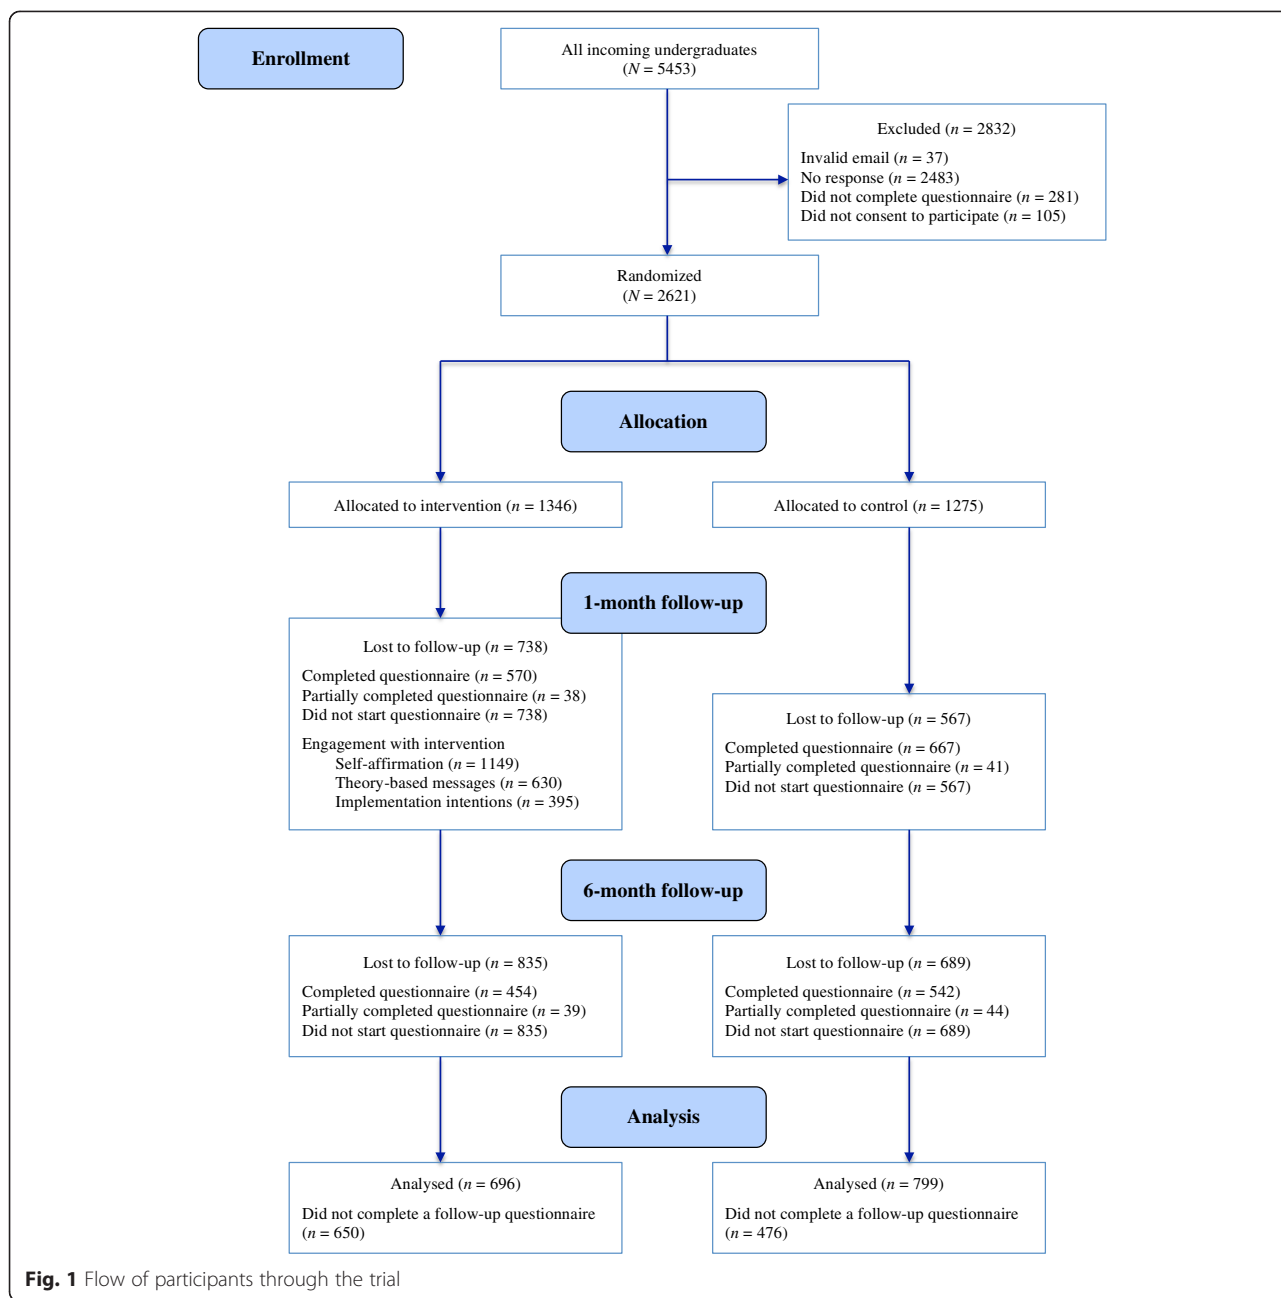 Enrollment
All incoming undergraduates
(N = 5453)
Excluded (n = 2832)
Invalid email (n = 37)
No response (n = 2483)
Did not complete questionnaire (n = 281)
Did not consent to participate (n = 105)
Randomized
(N = 2621)
Allocation
Allocated to intervention (n = 1346)
Allocated to control (n = 1275)
1-month follow-up
Lost to follow-up (n = 738)
Completed questionnaire (n = 570)
Partially completed questionnaire (n = 38)
Did not start questionnaire (n = 738)
Engagement with intervention
Self-affirmation (n = 1149)
Theory-based messages (n = 630)
Implementation intentions (n = 395)
Lost to follow-up (n = 567)
Completed questionnaire (n = 667)
Partially completed questionnaire (n = 41)
Did not start questionnaire (n = 567)
6-month follow-up
Lost to follow-up (n = 835)
Completed questionnaire (n = 454)
Partially completed questionnaire (n = 39)
Did not start questionnaire (n = 835)
Lost to follow-up (n = 689)
Completed questionnaire (n = 542)
Partially completed questionnaire (n = 44)
Did not start questionnaire (n = 689)
Analysis
Analysed (n = 696)
Did not complete a follow-up questionnaire
(n = 650)
Analysed (n = 799)
Did not complete a follow-up questionnaire
(n = 476)
Fig. 1 Flow of participants through the trial